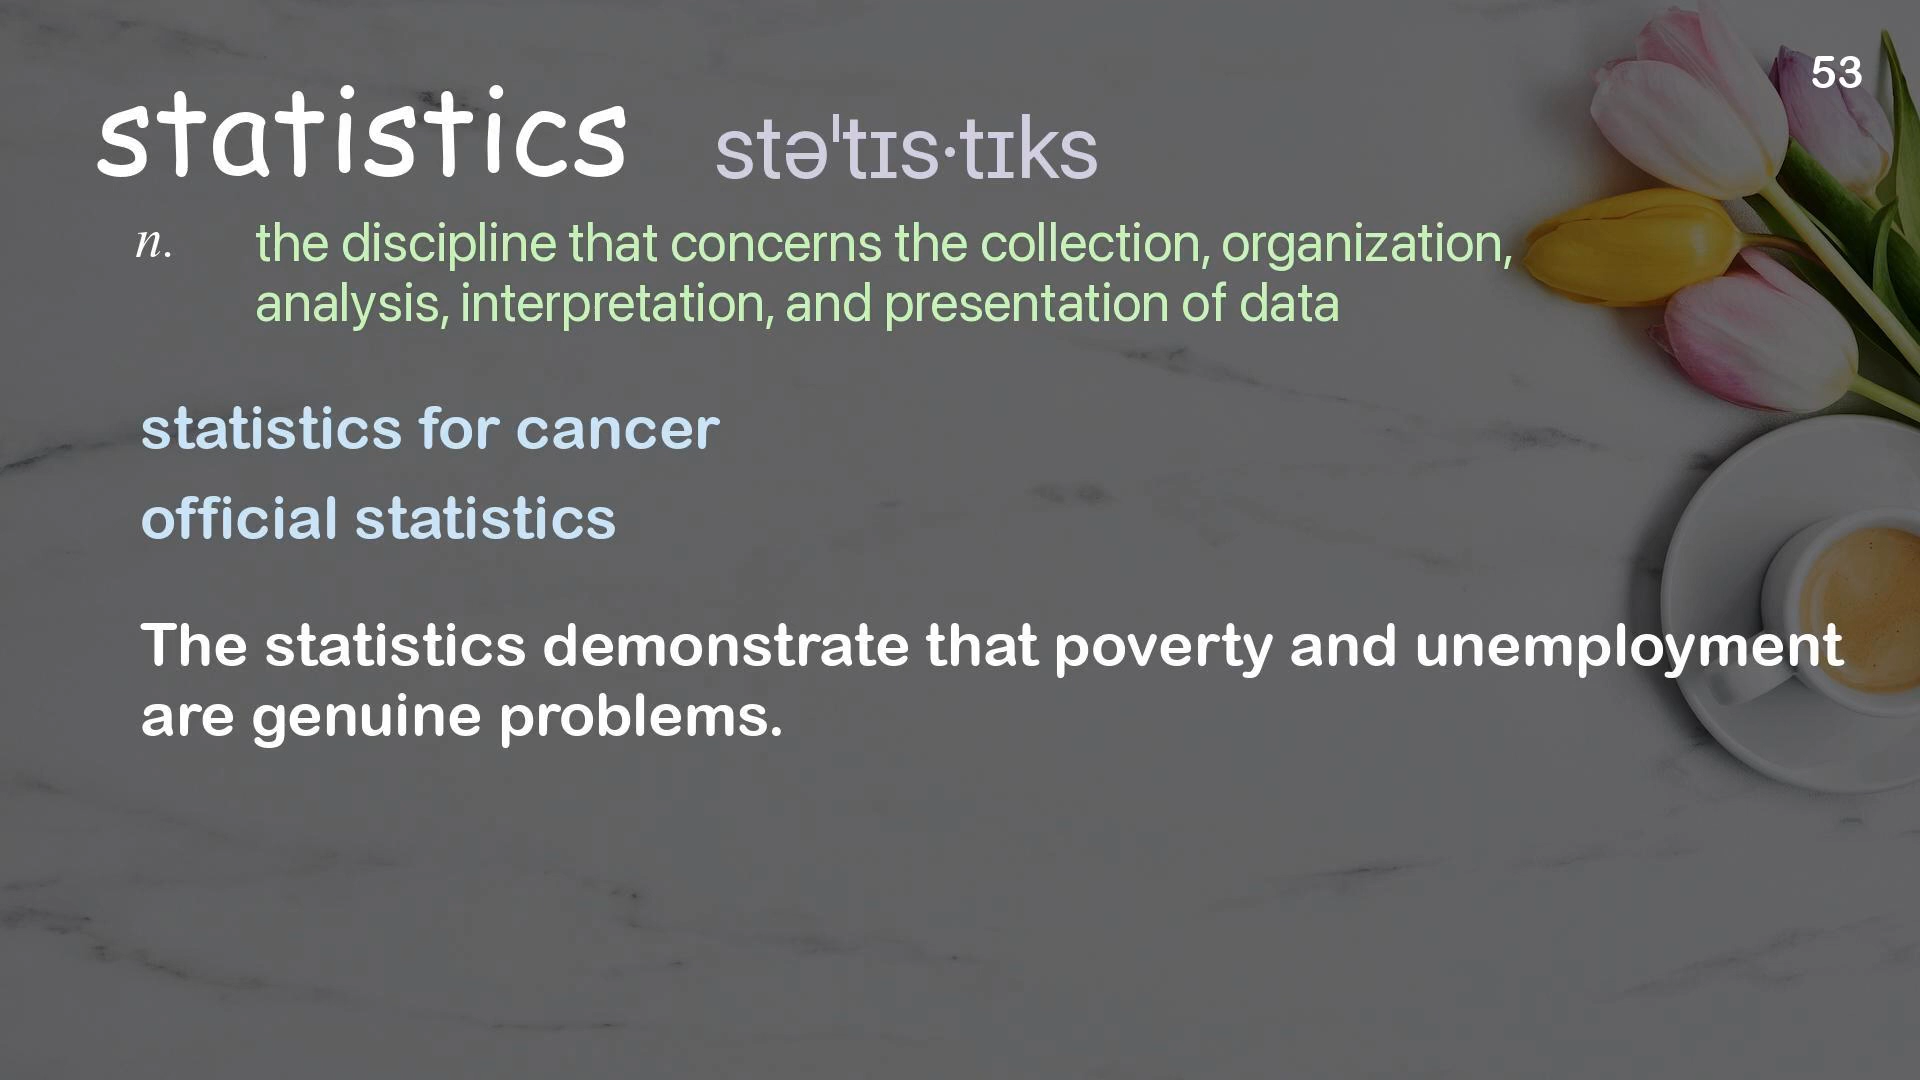 53
statistics stəˈtɪs·tɪks
n. the discipline that concerns the collection, organization,
analysis, interpretation, and presentation of data
statistics for cancer
official statistics
The statistics demonstrate that poverty and unemployment
are genuine problems.